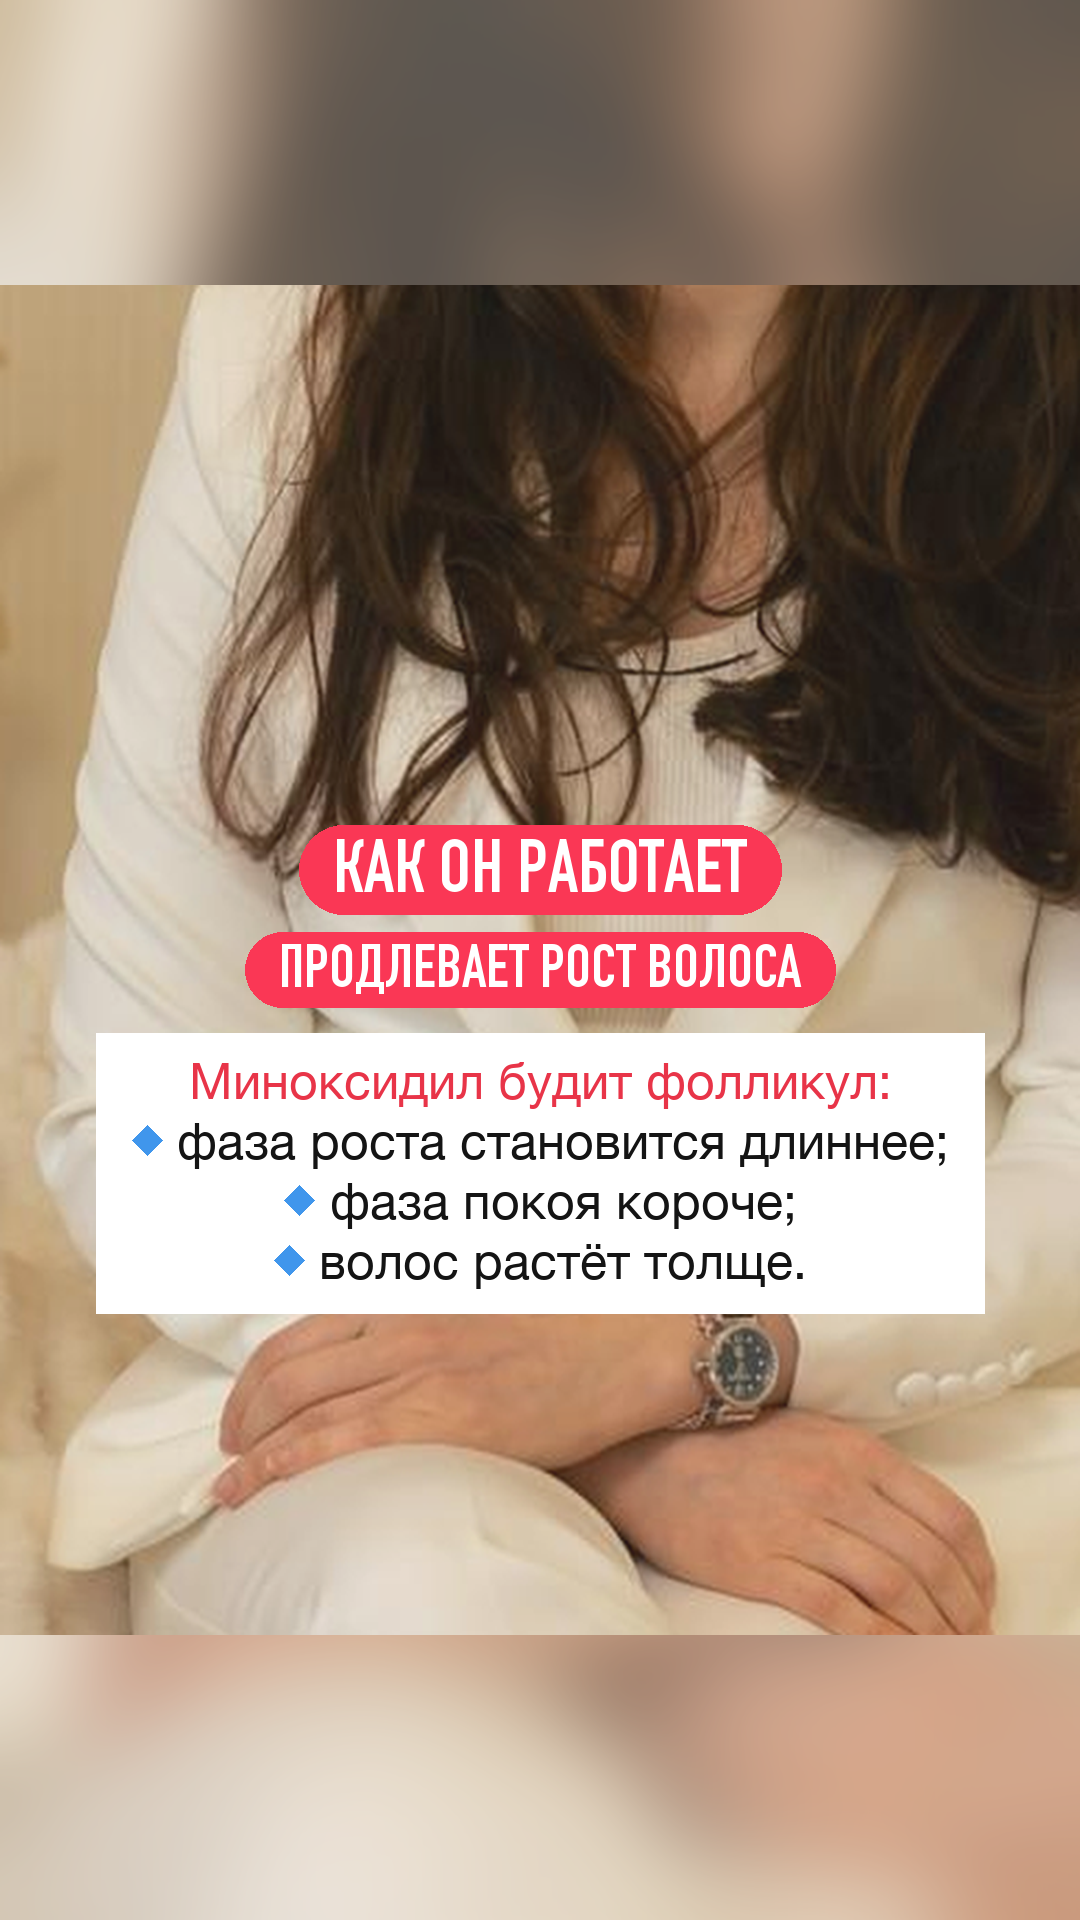 КАК ОН РАБОТАЕТ
ПРОДЛЕВАЕТ РОСТ ВОЛОСА
Миноксидил будит фолликул:
🔷 фаза роста становится длиннее;
🔷 фаза покоя короче;
🔷 волос растёт толще.